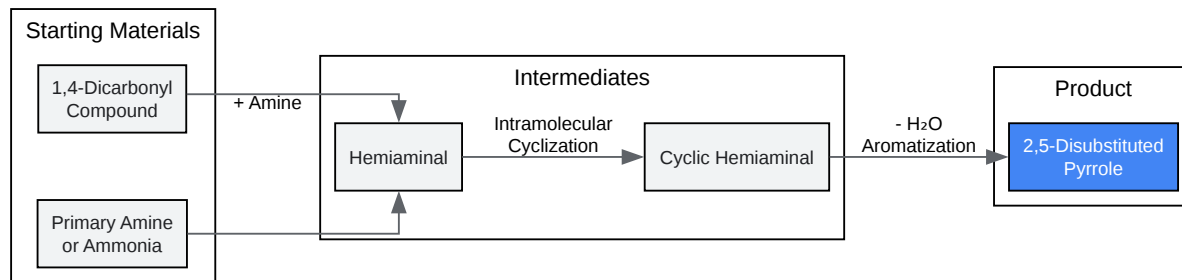 Starting Materials
1,4-Dicarbonyl
Compound
Primary Amine
or Ammonia
+ Amine
Intermediates
Hemiaminal
Intramolecular
Cyclization
Cyclic Hemiaminal
- H₂O
Aromatization
Product
2,5-Disubstituted
Pyrrole